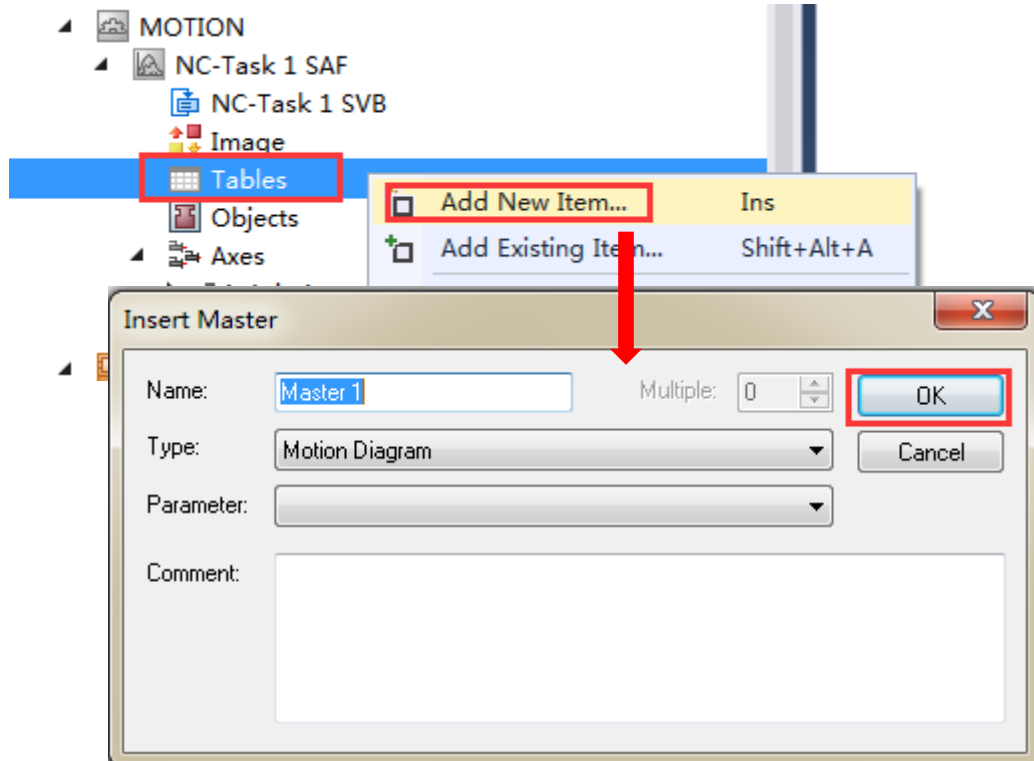 MOTION
NC-Task 1 SAF
NC-Task 1 SVB
Image
Tables
Objects
Axes
Add New Item... Ins
Add Existing Item... Shift+Alt+A
Insert Master
Name: Master 1 Multiple: 0 OK
Type: Motion Diagram Cancel
Parameter:
Comment: